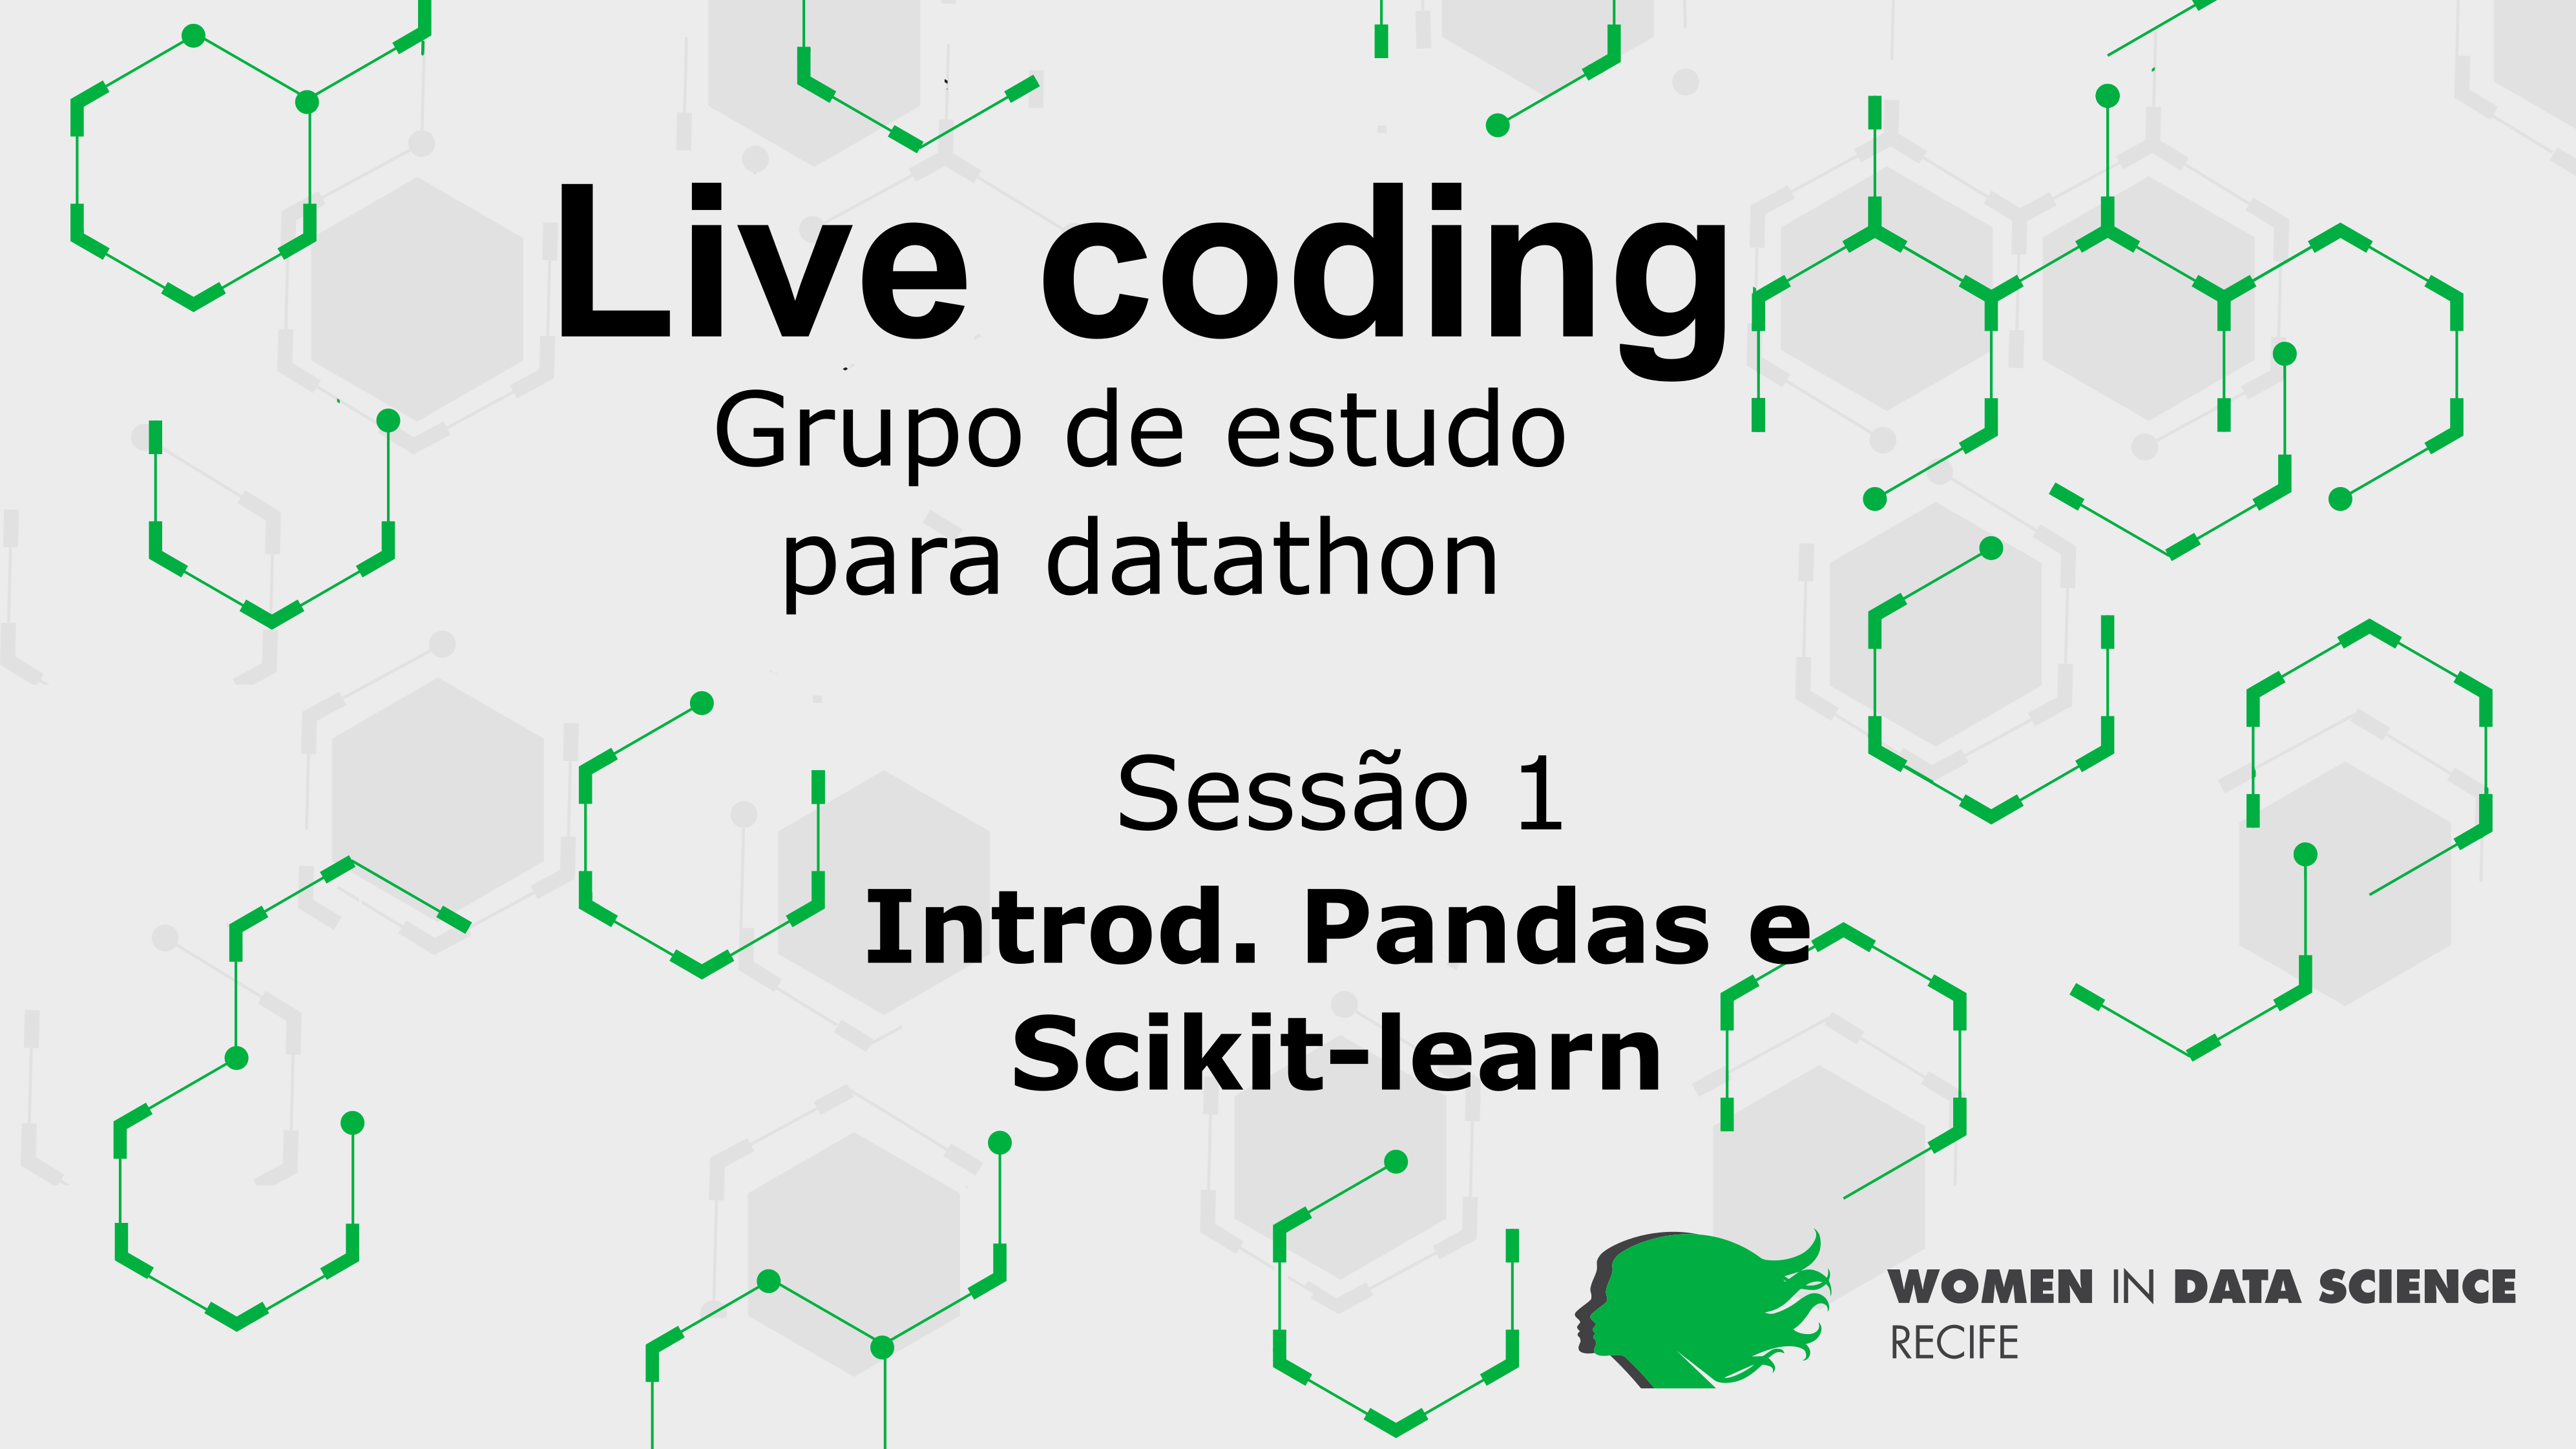 Live coding
Grupo de estudo
para datathon
Sessão 1
Introd. Pandas e
Scikit-learn
WOMEN IN DATA SCIENCE
RECIFE